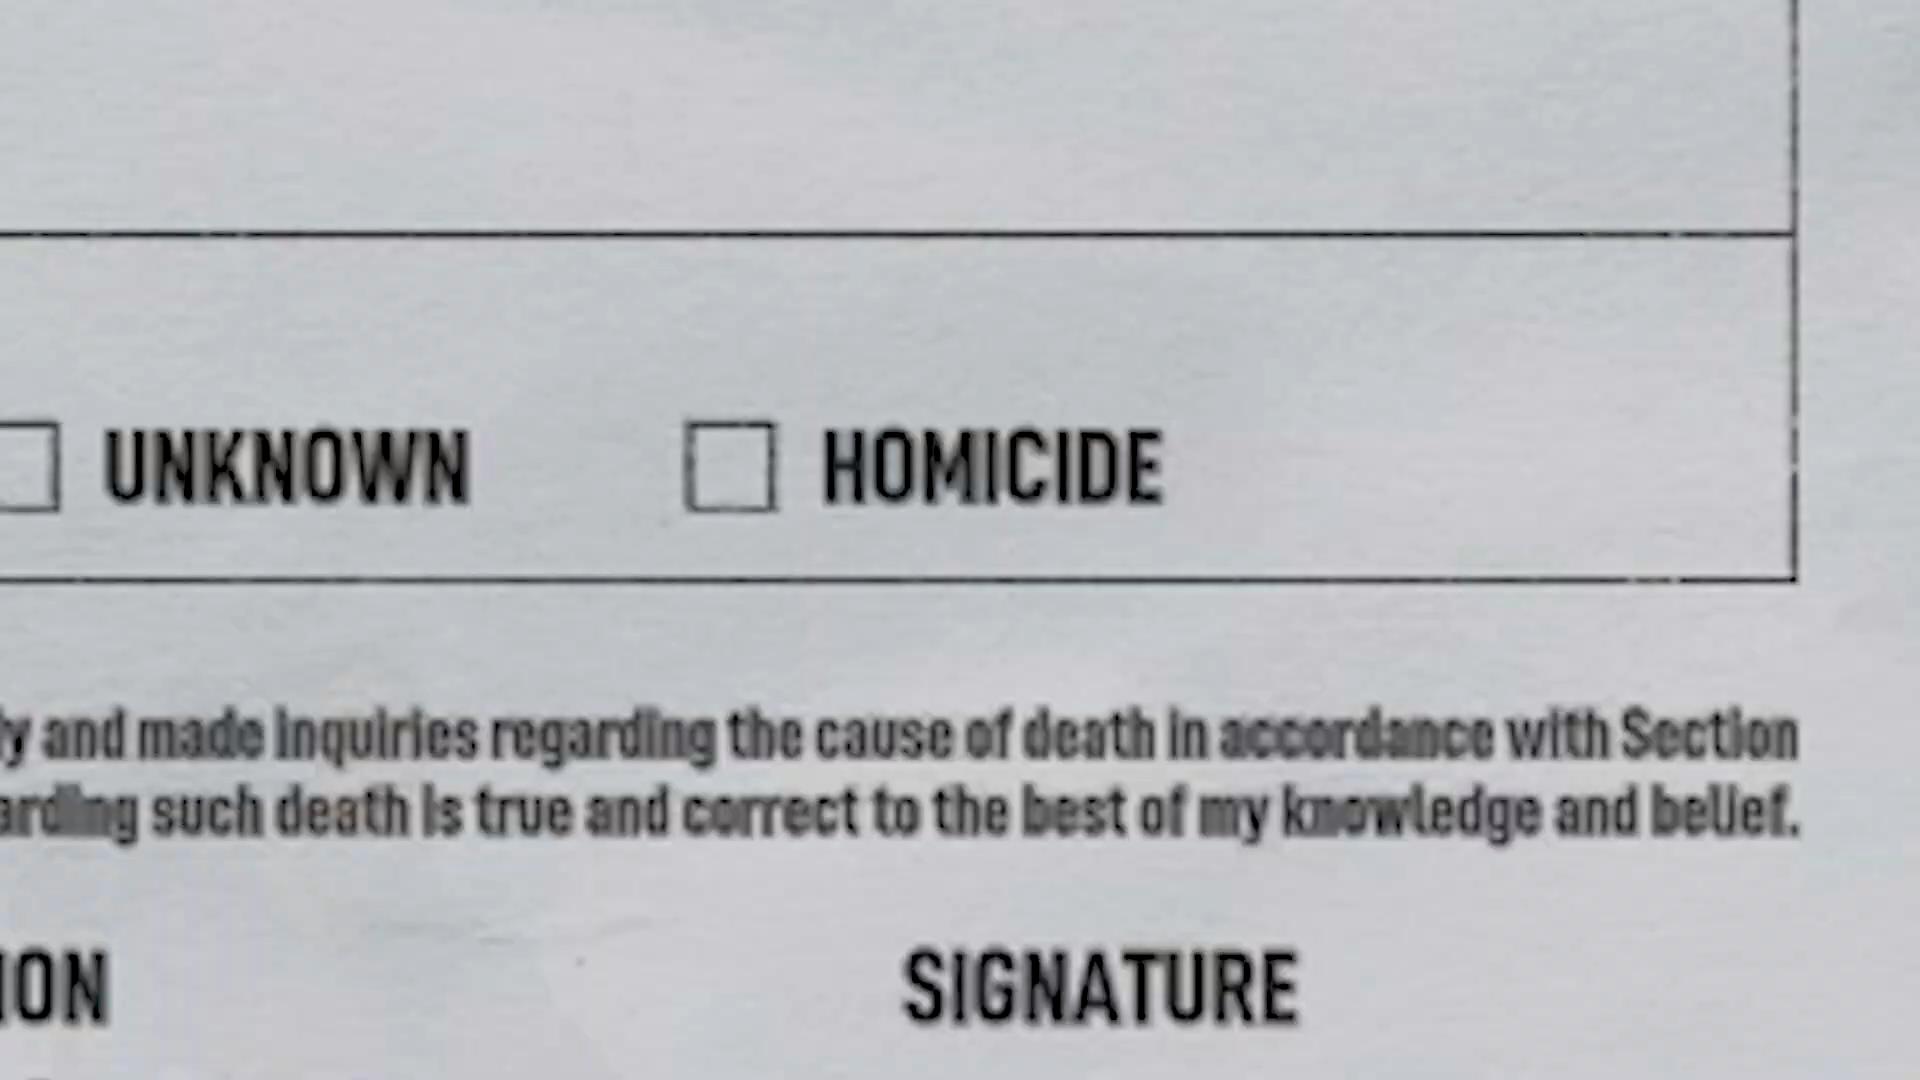 UNKNOWN HOMICIDE
ly and made inquiries regarding the cause of death in accordance with Section
arding such death is true and correct to the best of my knowledge and belief.
ION SIGNATURE